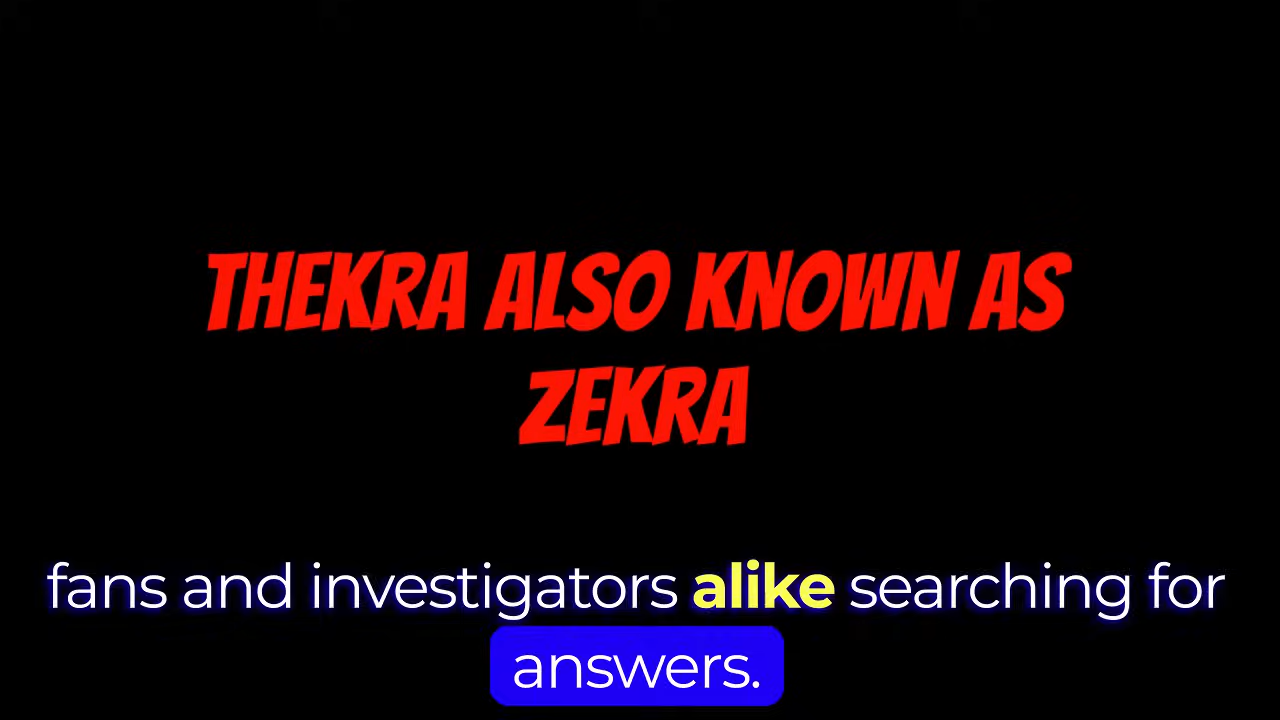 THEKRA ALSO KNOWN AS
ZEKRA
fans and investigators alike searching for
answers.